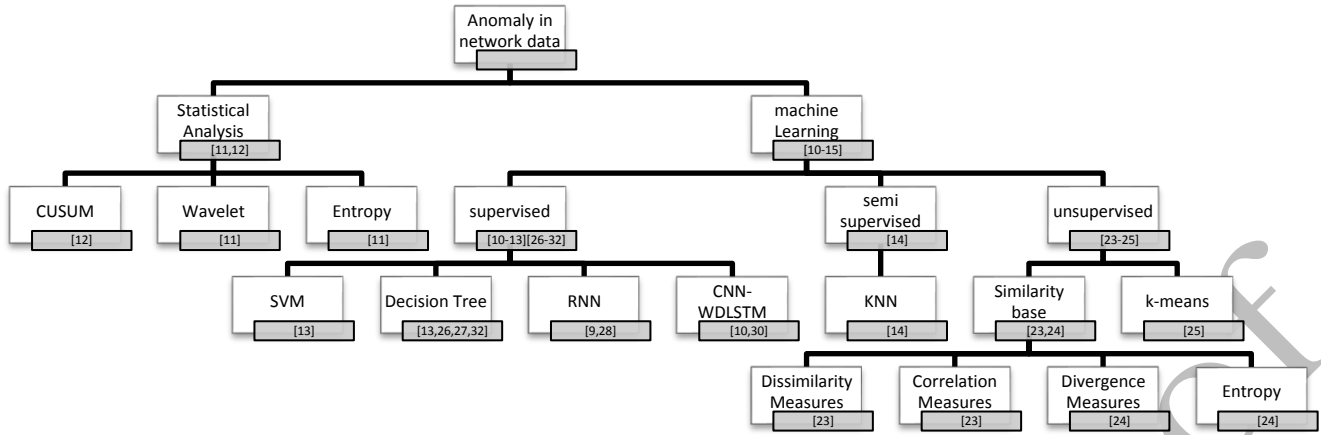 Anomaly in
network data
Statistical
Analysis
[11,12]
machine
Learning
[10-15]
CUSUM
[12]
Wavelet
[11]
Entropy
[11]
supervised
[10-13][26-32]
semi
supervised
[14]
unsupervised
[23-25]
SVM
[13]
Decision Tree
[13,26,27,32]
RNN
[9,28]
CNN-
WDLSTM
[10,30]
KNN
[14]
Similarity
base
[23,24]
k-means
[25]
Dissimilarity
Measures
[23]
Correlation
Measures
[23]
Divergence
Measures
[24]
Entropy
[24]